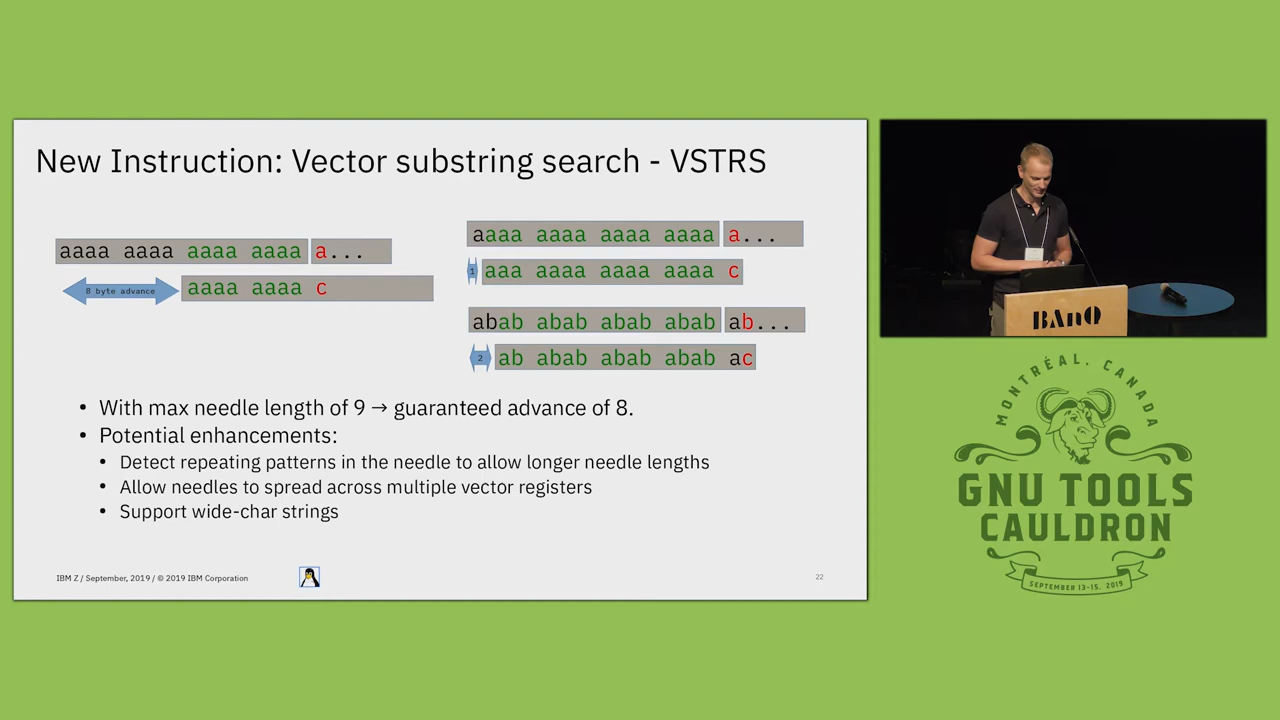 New Instruction: Vector substring search - VSTRS
aaaa aaaa aaaa aaaa a...
8 byte advance aaaa aaaa c
aaaa aaaa aaaa aaaa a...
1 aaa aaaa aaaa aaaa c
abab abab abab abab ab...
2 ab abab abab abab ac
• With max needle length of 9 → guaranteed advance of 8.
• Potential enhancements:
• Detect repeating patterns in the needle to allow longer needle lengths
• Allow needles to spread across multiple vector registers
• Support wide-char strings
IBM Z / September, 2019 / © 2019 IBM Corporation
22
BAnQ
MONTRÉAL, CANADA
GNU TOOLS
CAULDRON
SEPTEMBER 13-15, 2019